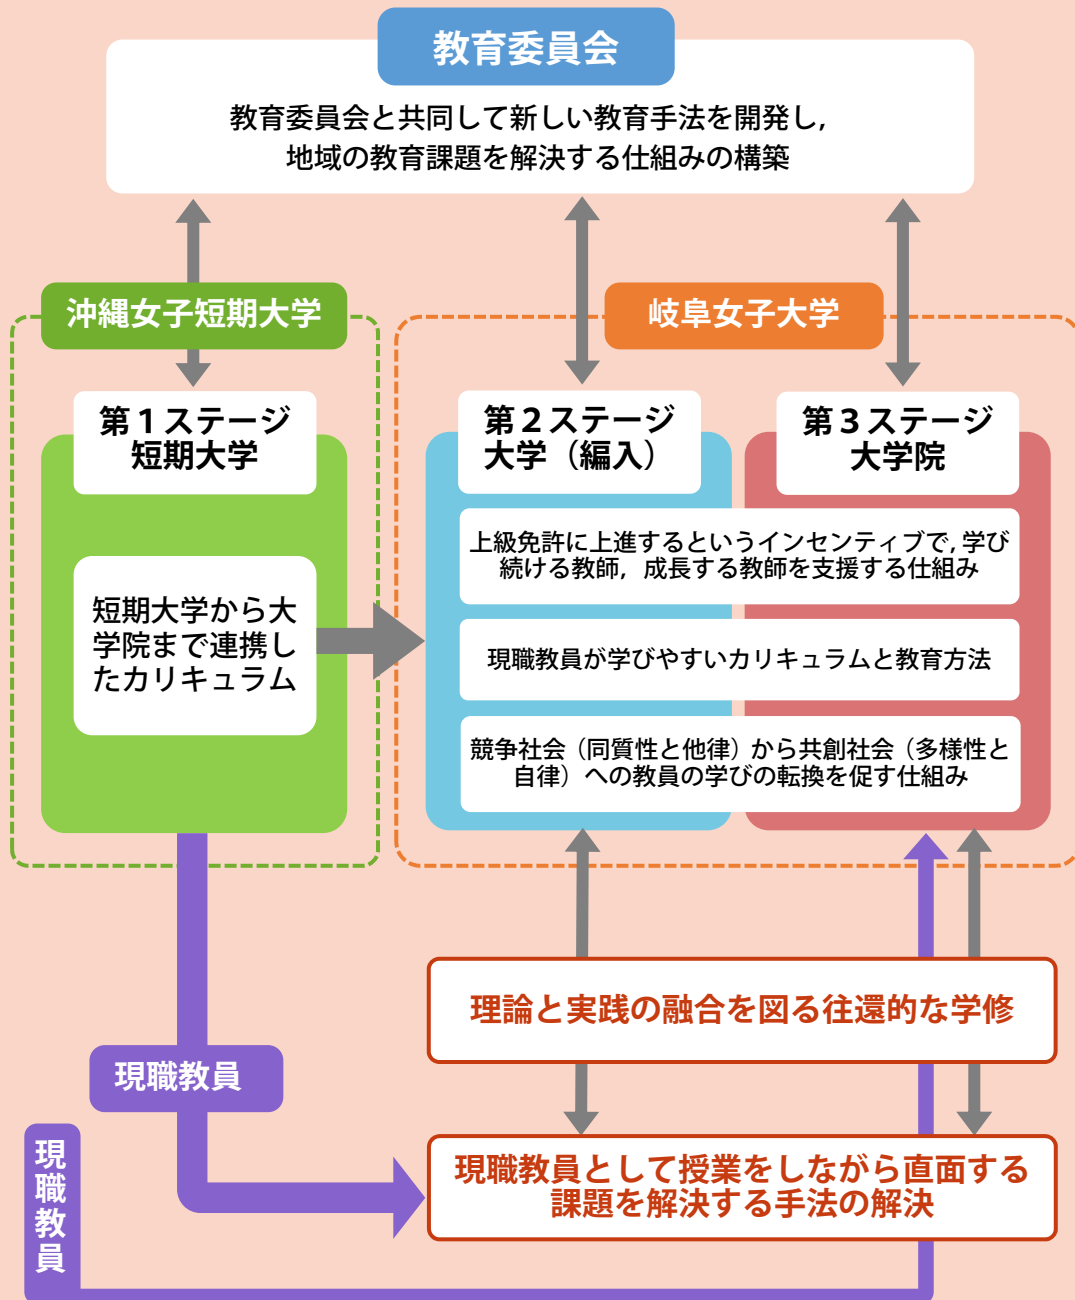 教育委員会
教育委員会と共同して新しい教育手法を開発し,
地域の教育課題を解決する仕組みの構築
沖縄女子短期大学
岐阜女子大学
第１ステージ
短期大学
第２ステージ
大学（編入）
第３ステージ
大学院
短期大学から大
学院まで連携し
たカリキュラム
上級免許に上進するというインセンティブで, 学び
続ける教師，成長する教師を支援する仕組み
現職教員が学びやすいカリキュラムと教育方法
競争社会（同質性と他律）から共創社会（多様性と
自律）への教員の学びの転換を促す仕組み
理論と実践の融合を図る往還的な学修
現職教員
現職教員として授業をしながら直面する
課題を解決する手法の解決
現職教員